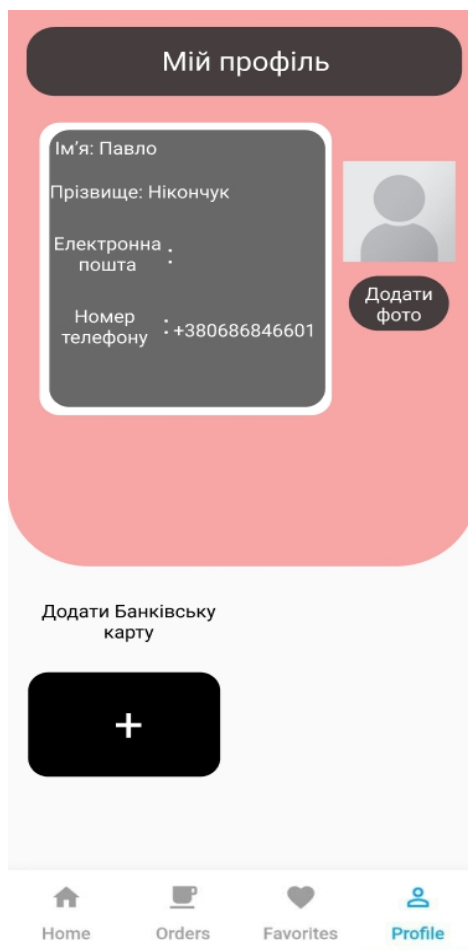 Мій профіль
Ім’я: Павло
Прізвище: Нікончук
Електронна
пошта :
Номер
телефону : +380686846601
Додати
фото
Додати Банківську
карту
+
Home Orders Favorites Profile